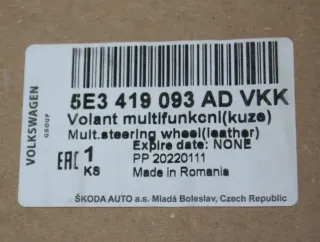 VOLKSWAGEN
GROUP
5E3 419 093 AD VKK
Volant multifunkcni(kuze)
Mult.steering wheel(leather)
Expire date: NONE
EAC 1 PP 20220111
KS Made in Romania
ŠKODA AUTO a.s. Mladá Boleslav, Czech Republic